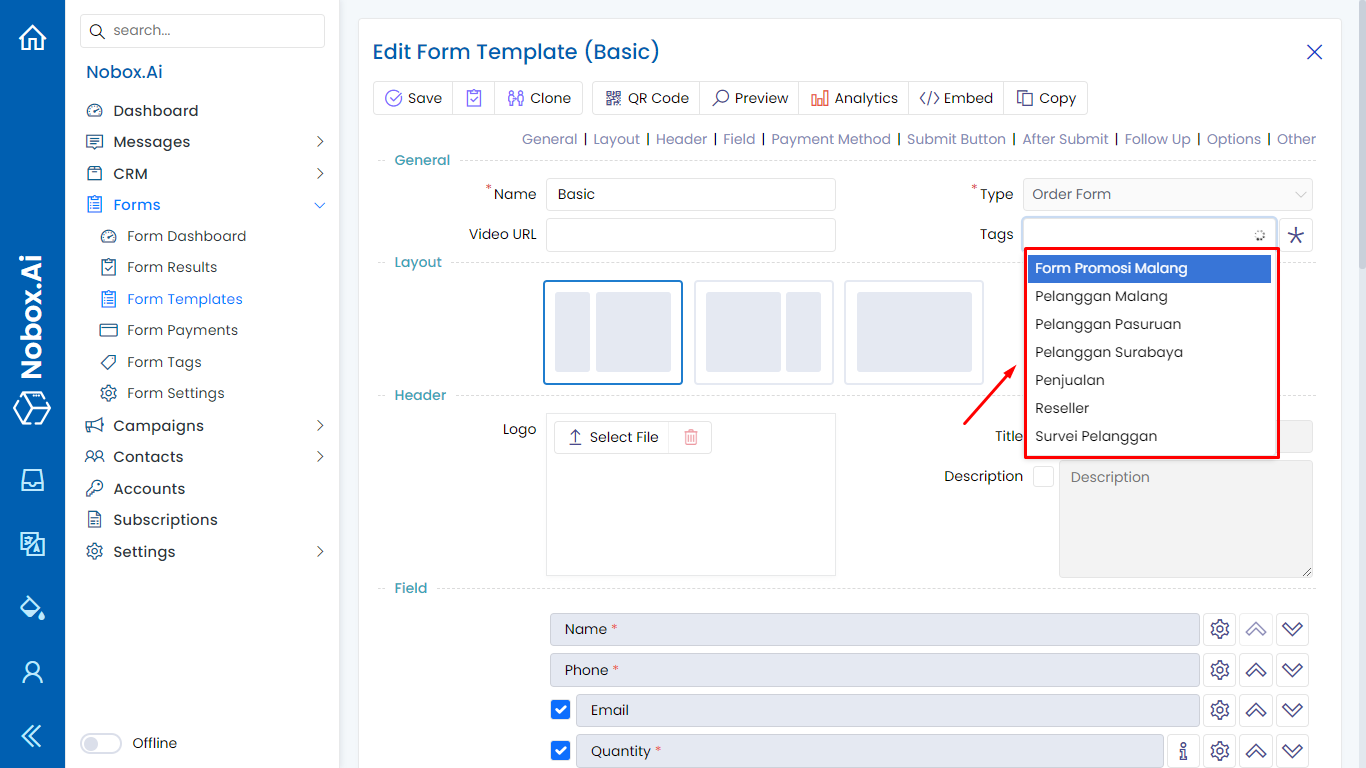 search...
Nobox.Ai
Dashboard
Messages
CRM
Forms
Form Dashboard
Form Results
Form Templates
Form Payments
Form Tags
Form Settings
Campaigns
Contacts
Accounts
Subscriptions
Settings
Offline
Nobox.Ai
Edit Form Template (Basic)
Save Clone QR Code Preview Analytics Embed Copy
General | Layout | Header | Field | Payment Method | Submit Button | After Submit | Follow Up | Options | Other
General
* Name Basic * Type Order Form
Video URL Tags
Form Promosi Malang
Pelanggan Malang
Pelanggan Pasuruan
Pelanggan Surabaya
Penjualan
Reseller
Survei Pelanggan
Layout
Header
Logo Select File Title
Description Description
Field
Name *
Phone *
Email
Quantity *